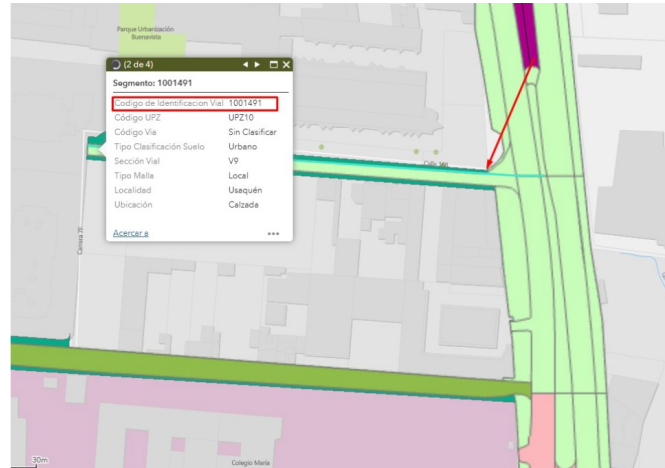 Parque Urbanización
Buenavista
(2 de 4)
Segmento: 1001491
Codigo de Identificacion Vial 1001491
Código UPZ UPZ10
Código Via Sin Clasificar
Tipo Clasificación Suelo Urbano
Sección Vial V9
Tipo Malla Local
Localidad Usaquén
Ubicación Calzada
Acercar a
Calle
Carrera 7F
30m
Colegio María